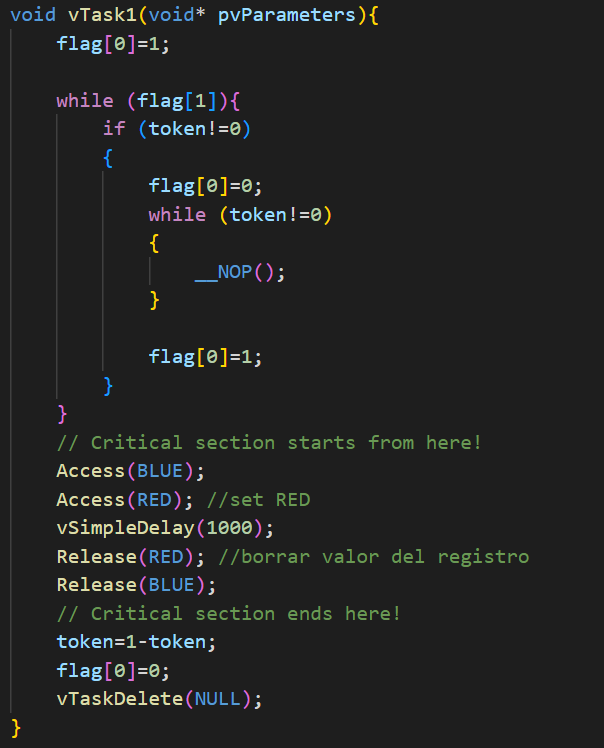 void vTask1(void* pvParameters){
    flag[0]=1;

    while (flag[1]){
        if (token!=0)
        {
            flag[0]=0;
            while (token!=0)
            {
                __NOP();
            }

            flag[0]=1;
        }
    }
    // Critical section starts from here!
    Access(BLUE);
    Access(RED); //set RED
    vSimpleDelay(1000);
    Release(RED); //borrar valor del registro
    Release(BLUE);
    // Critical section ends here!
    token=1-token;
    flag[0]=0;
    vTaskDelete(NULL);
}